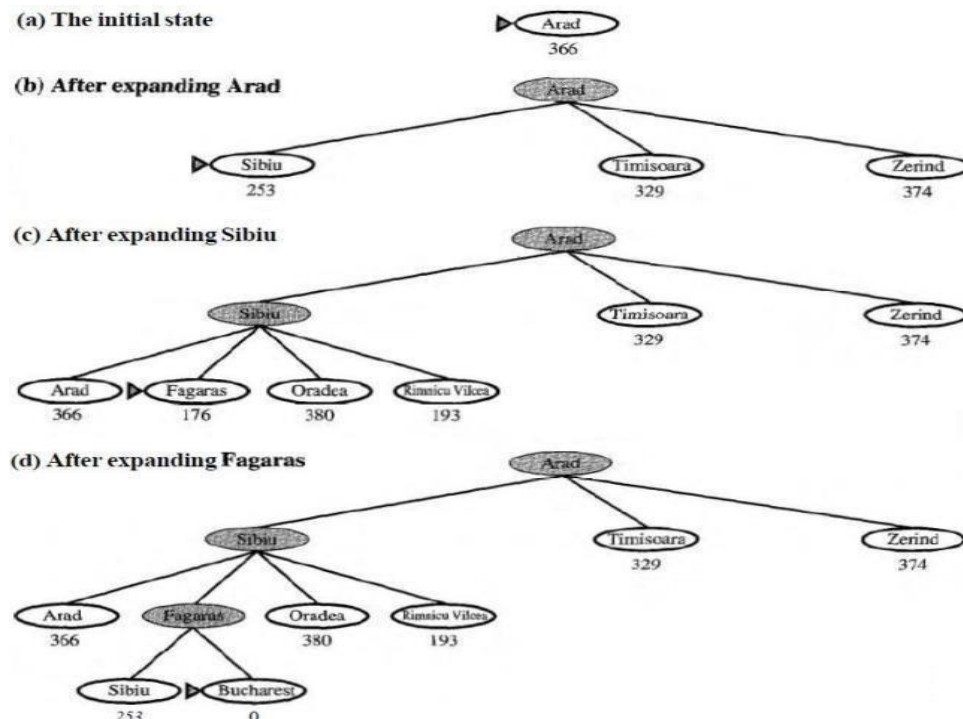 (a) The initial state
Arad
366
(b) After expanding Arad
Arad
Sibiu
Timisoara
Zerind
253
329
374
(c) After expanding Sibiu
Arad
Sibiu
Timisoara
Zerind
329
374
Arad
Fagaras
Oradea
Rimnicu Vilcea
366
176
380
193
(d) After expanding Fagaras
Arad
Sibiu
Timisoara
Zerind
329
374
Arad
Fagaras
Oradea
Rimnicu Vilcea
366
380
193
Sibiu
Bucharest
253
0